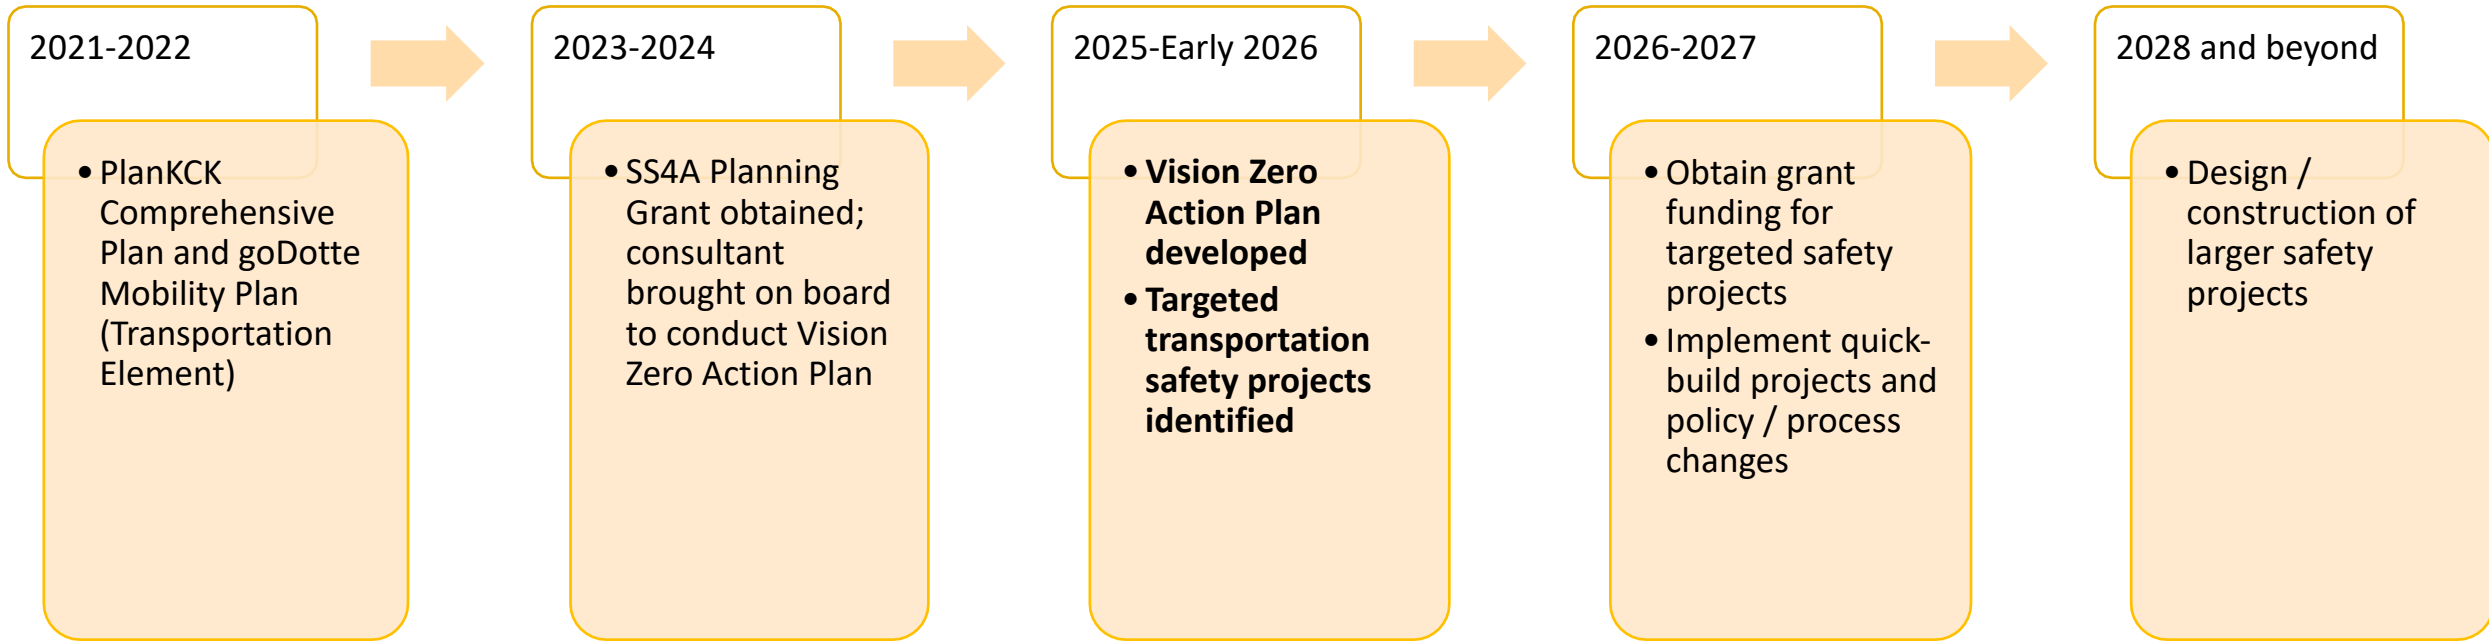 2021-2022
• PlanKCK
Comprehensive
Plan and goDotte
Mobility Plan
(Transportation
Element)
2023-2024
• SS4A Planning
Grant obtained;
consultant
brought on board
to conduct Vision
Zero Action Plan
2025-Early 2026
• Vision Zero
Action Plan
developed
• Targeted
transportation
safety projects
identified
2026-2027
• Obtain grant
funding for
targeted safety
projects
• Implement quick-
build projects and
policy / process
changes
2028 and beyond
• Design /
construction of
larger safety
projects